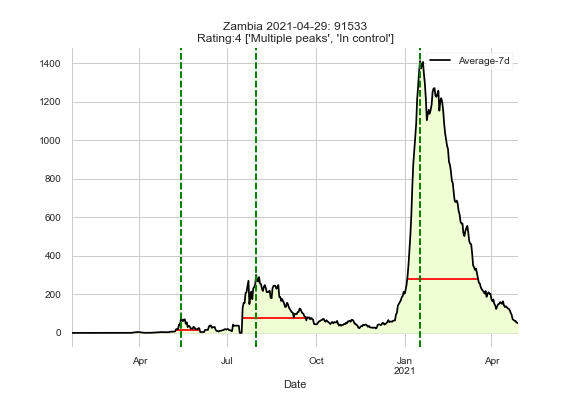 Zambia 2021-04-29: 91533
Rating:4 ['Multiple peaks', 'In control']
Average-7d
1400
1200
1000
800
600
400
200
0
Apr
Jul
Oct
Jan
2021
Apr
Date